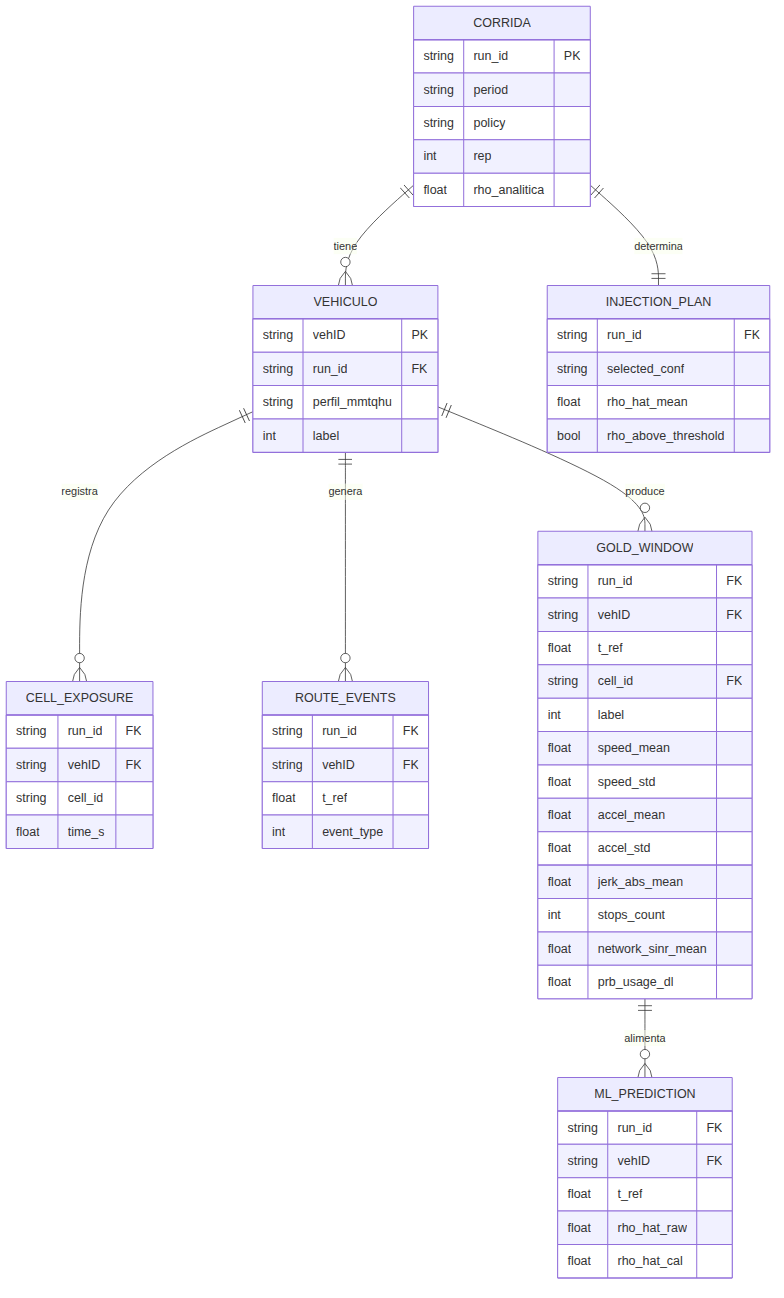 CORRIDA
string run_id PK
string period
string policy
int rep
float rho_analitica
tiene
determina
VEHICULO
string vehID PK
string run_id FK
string perfil_mmtqhu
int label
INJECTION_PLAN
string run_id FK
string selected_conf
float rho_hat_mean
bool rho_above_threshold
registra
genera
produce
CELL_EXPOSURE
string run_id FK
string vehID FK
string cell_id
float time_s
ROUTE_EVENTS
string run_id FK
string vehID FK
float t_ref
int event_type
GOLD_WINDOW
string run_id FK
string vehID FK
float t_ref
string cell_id FK
int label
float speed_mean
float speed_std
float accel_mean
float accel_std
float jerk_abs_mean
int stops_count
float network_sinr_mean
float prb_usage_dl
alimenta
ML_PREDICTION
string run_id FK
string vehID FK
float t_ref
float rho_hat_raw
float rho_hat_cal